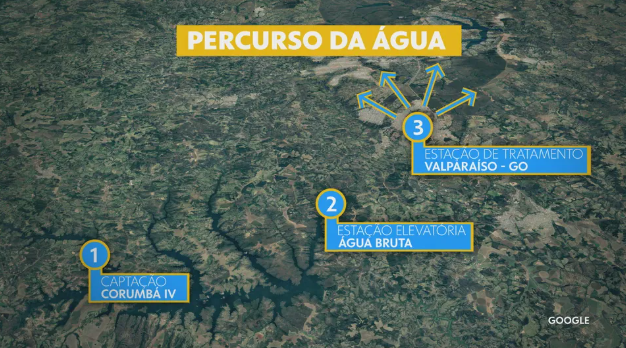 PERCURSO DA ÁGUA
3
ESTAÇÃO DE TRATAMENTO
VALPARAÍSO - GO
2
ESTAÇÃO ELEVATÓRIA
ÁGUA BRUTA
1
CAPTAÇÃO
CORUMBÁ IV
GOOGLE